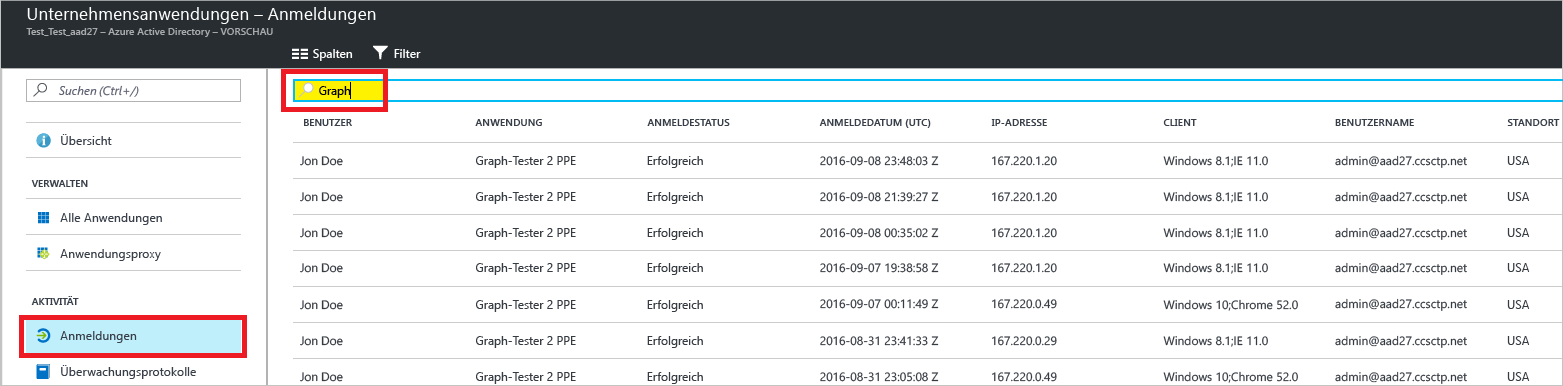 Unternehmensanwendungen – Anmeldungen
Test_Test_aad27 – Azure Active Directory – VORSCHAU
Spalten Filter
Suchen (Ctrl+/)
Übersicht
VERWALTEN
Alle Anwendungen
Anwendungsproxy
AKTIVITÄT
Anmeldungen
Überwachungsprotokolle
Graph
BENUTZER ANWENDUNG ANMELDESTATUS ANMELDEDATUM (UTC) IP-ADRESSE CLIENT BENUTZERNAME STANDORT
Jon Doe Graph-Tester 2 PPE Erfolgreich 2016-09-08 23:48:03 Z 167.220.1.20 Windows 8.1;IE 11.0 admin@aad27.ccsctp.net USA
Jon Doe Graph-Tester 2 PPE Erfolgreich 2016-09-08 21:39:27 Z 167.220.1.20 Windows 8.1;IE 11.0 admin@aad27.ccsctp.net USA
Jon Doe Graph-Tester 2 PPE Erfolgreich 2016-09-08 00:35:02 Z 167.220.1.20 Windows 8.1;IE 11.0 admin@aad27.ccsctp.net USA
Jon Doe Graph-Tester 2 PPE Erfolgreich 2016-09-07 19:38:58 Z 167.220.1.20 Windows 8.1;IE 11.0 admin@aad27.ccsctp.net USA
Jon Doe Graph-Tester 2 PPE Erfolgreich 2016-09-07 00:11:49 Z 167.220.0.49 Windows 10;Chrome 52.0 admin@aad27.ccsctp.net USA
Jon Doe Graph-Tester 2 PPE Erfolgreich 2016-08-31 23:41:33 Z 167.220.0.29 Windows 8.1;IE 11.0 admin@aad27.ccsctp.net USA
Jon Doe Graph-Tester 2 PPE Erfolgreich 2016-08-31 23:05:08 Z 167.220.0.49 Windows 10;Chrome 52.0 admin@aad27.ccsctp.net USA